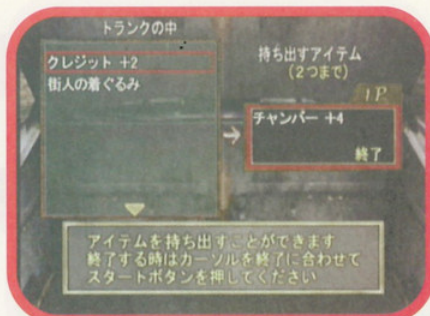 トランクの中
クレジット +2
街人の着ぐるみ
持ち出すアイテム
(2つまで)
1P
チャンバー +4
終了
アイテムを持ち出すことができます
終了する時はカーソルを終了に合わせて
スタートボタンを押してください